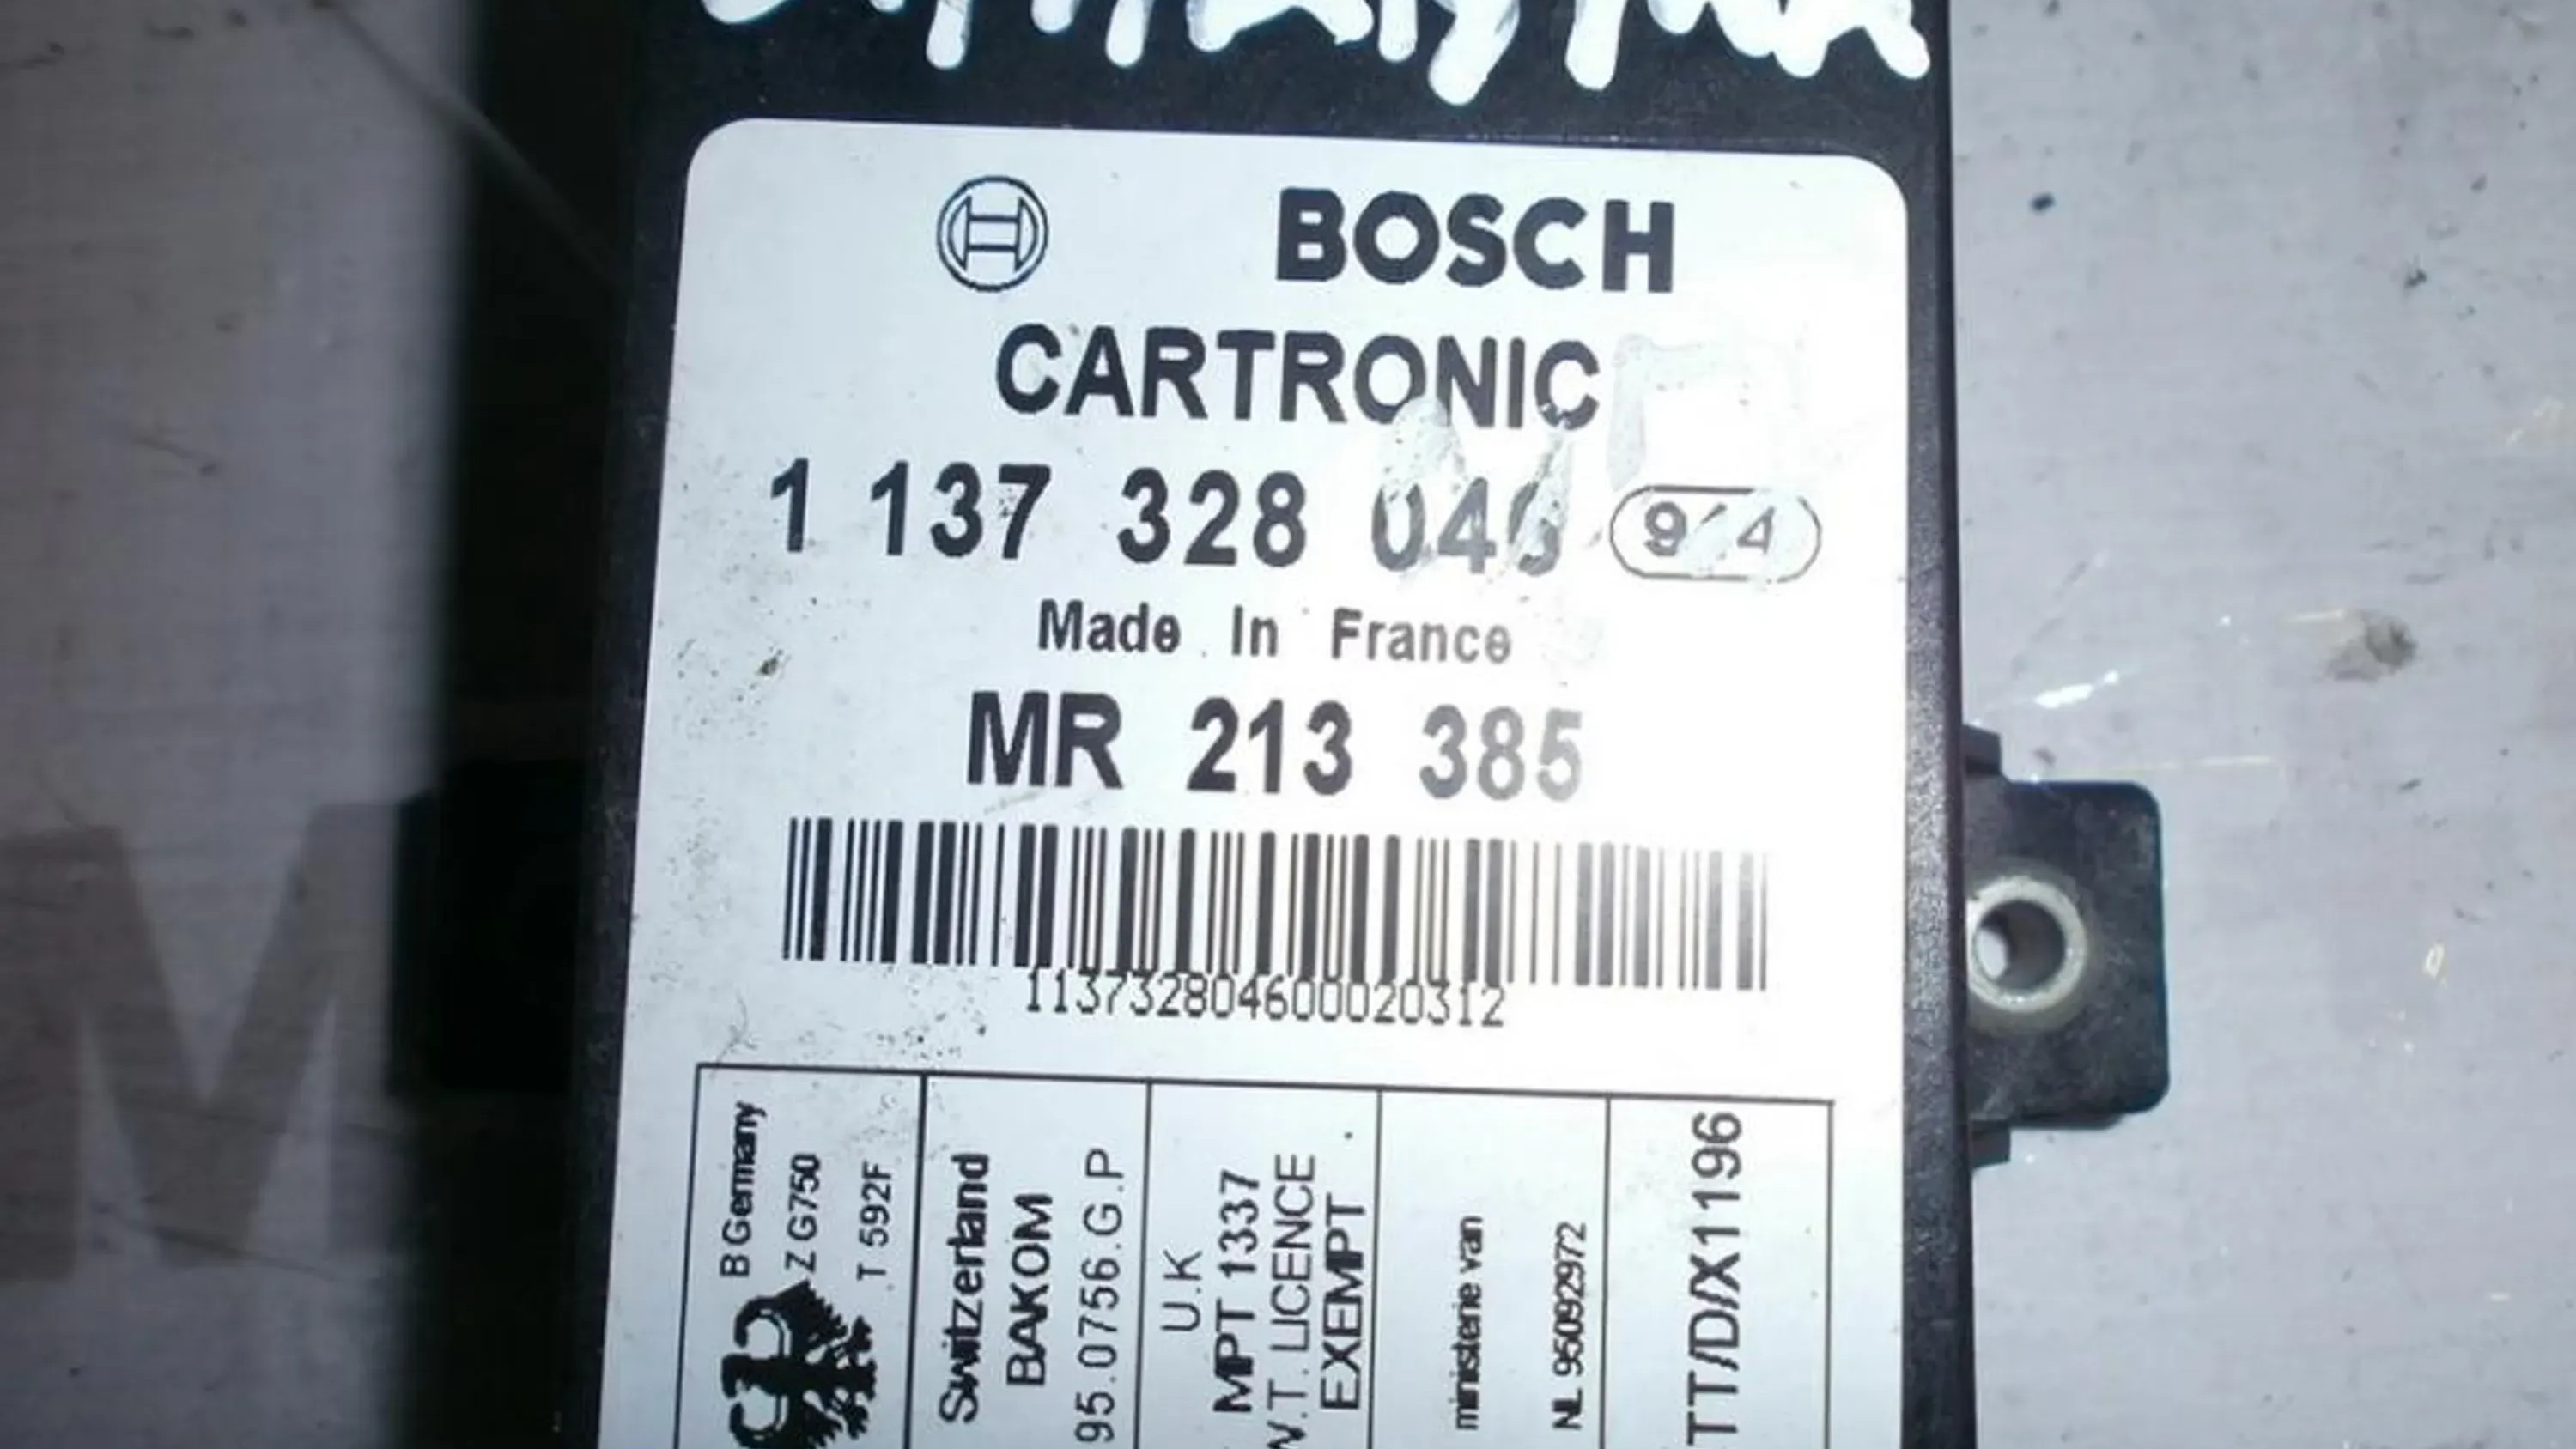 BOSCH
CARTRONIC
1 137 328 046
Made In France
MR 213 385
113732804600020312
B Germany
Z G750
T 592F
Switzerland
BAKOM
95.0756.G.P
U.K
MPT 1337
W.T. LICENCE
EXEMPT
ministerie van
NL 95092972
TT/D/X1196
M